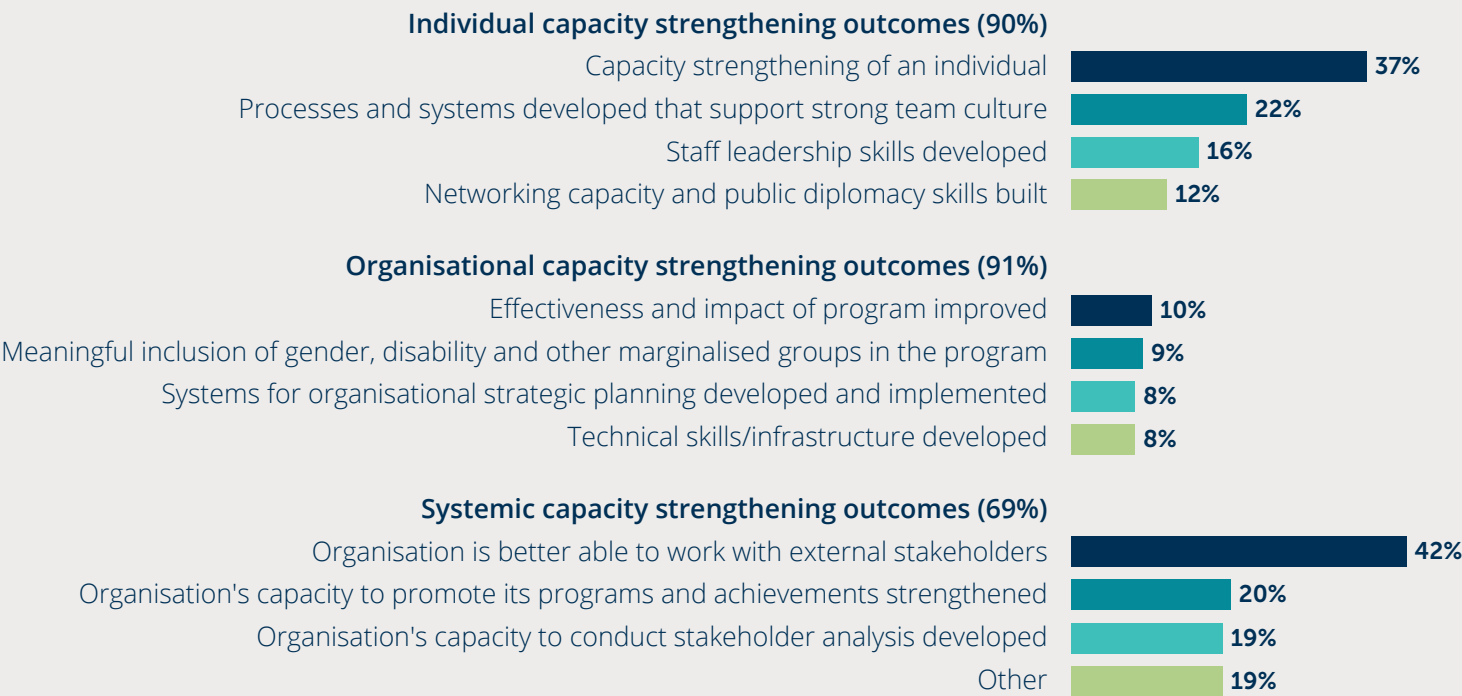 Individual capacity strengthening outcomes (90%)
Capacity strengthening of an individual 37%
Processes and systems developed that support strong team culture 22%
Staff leadership skills developed 16%
Networking capacity and public diplomacy skills built 12%
Organisational capacity strengthening outcomes (91%)
Effectiveness and impact of program improved 10%
Meaningful inclusion of gender, disability and other marginalised groups in the program 9%
Systems for organisational strategic planning developed and implemented 8%
Technical skills/infrastructure developed 8%
Systemic capacity strengthening outcomes (69%)
Organisation is better able to work with external stakeholders 42%
Organisation's capacity to promote its programs and achievements strengthened 20%
Organisation's capacity to conduct stakeholder analysis developed 19%
Other 19%